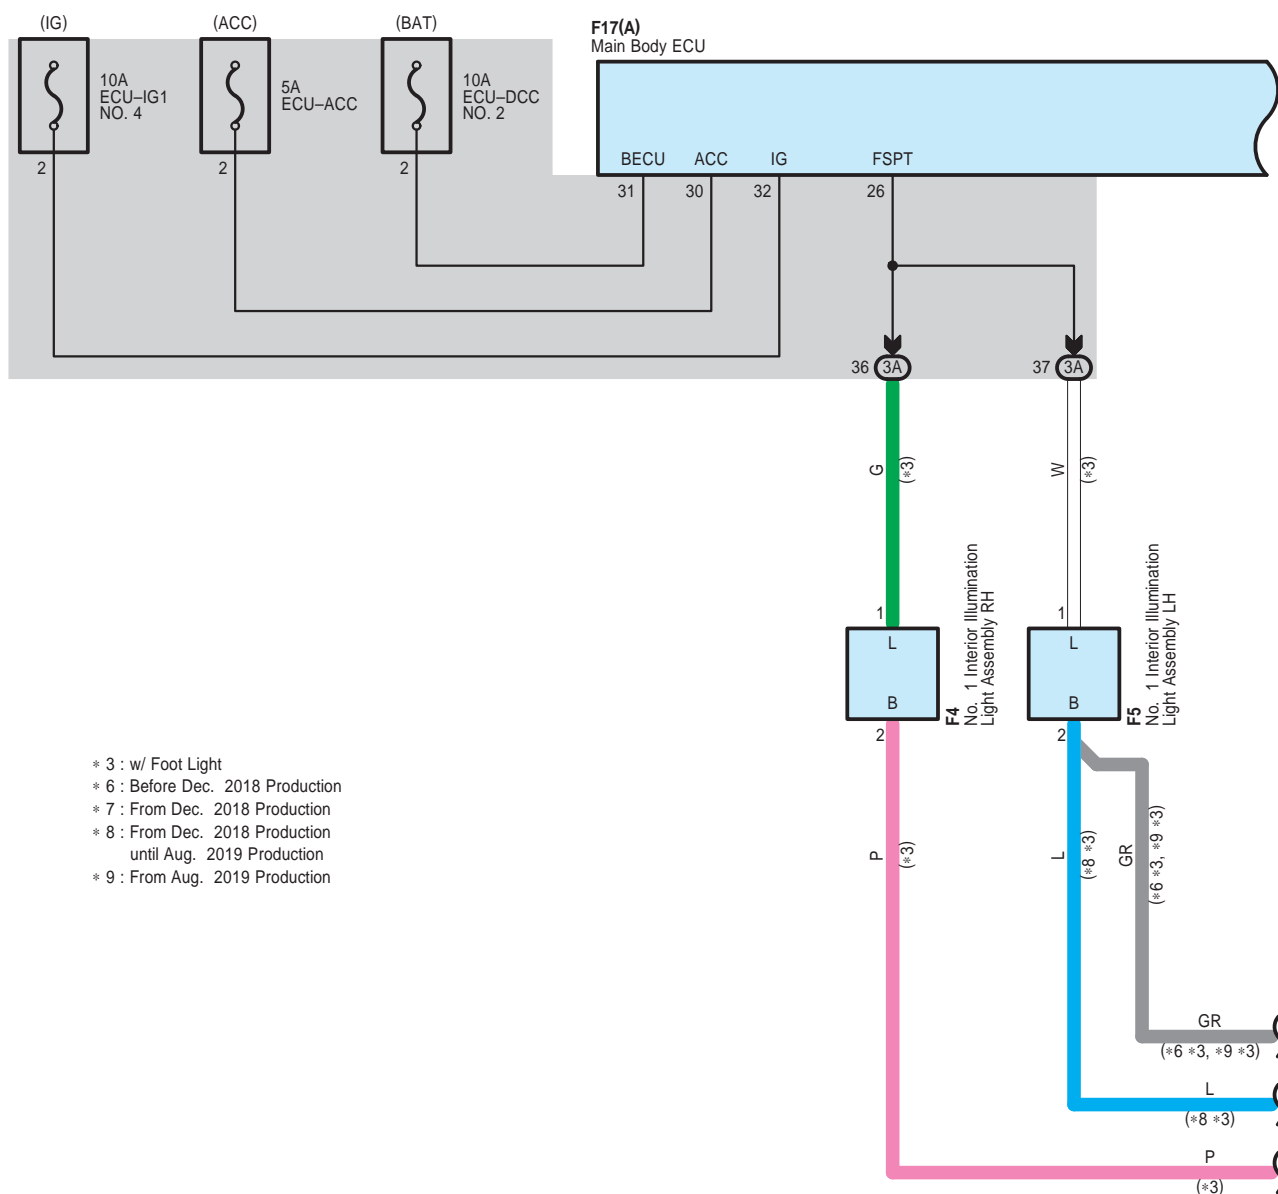 (IG)
(ACC)
(BAT)
F17(A)
Main Body ECU
10A
ECU–IG1
NO. 4
5A
ECU–ACC
10A
ECU–DCC
NO. 2
2
2
2
BECU
ACC
IG
FSPT
31
30
32
26
36
3A
37
3A
G
(*3)
W
(*3)
1
L
B
2
F4
No. 1 Interior Illumination
Light Assembly RH
1
L
B
2
F5
No. 1 Interior Illumination
Light Assembly LH
* 3 : w/ Foot Light
* 6 : Before Dec. 2018 Production
* 7 : From Dec. 2018 Production
* 8 : From Dec. 2018 Production
until Aug. 2019 Production
* 9 : From Aug. 2019 Production
P
(*3)
L
(*8 *3)
GR
(*6 *3, *9 *3)
GR
(*6 *3, *9 *3)
L
(*8 *3)
P
(*3)